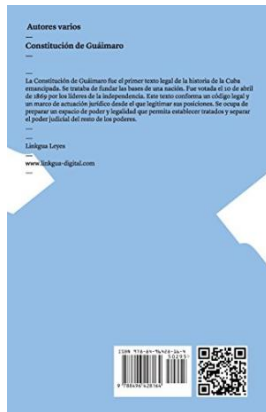 Autores varios
—
Constitución de Guáimaro
—
La Constitución de Guáimaro fue el primer texto legal de la historia de la Cuba
emancipada. Se trataba de fundar las bases de una nación. Fue votada el 10 de abril
de 1869 por los líderes de la independencia. Este texto conforma un código legal y
un marco de actuación jurídico desde el que legitimar sus posiciones. Se ocupa de
preparar un espacio de poder y legalidad que permita establecer tratados y separar
el poder judicial del resto de los poderes.
—
Linkgua Leyes
—
www.linkgua-digital.com
—
9 788496 428164